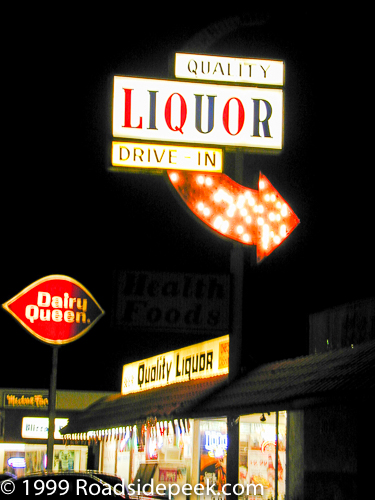 QUALITY
LIQUOR
DRIVE-IN
Dairy
Queen
Health
Foods
Quality Liquor
© 1999 Roadsidepeek.com